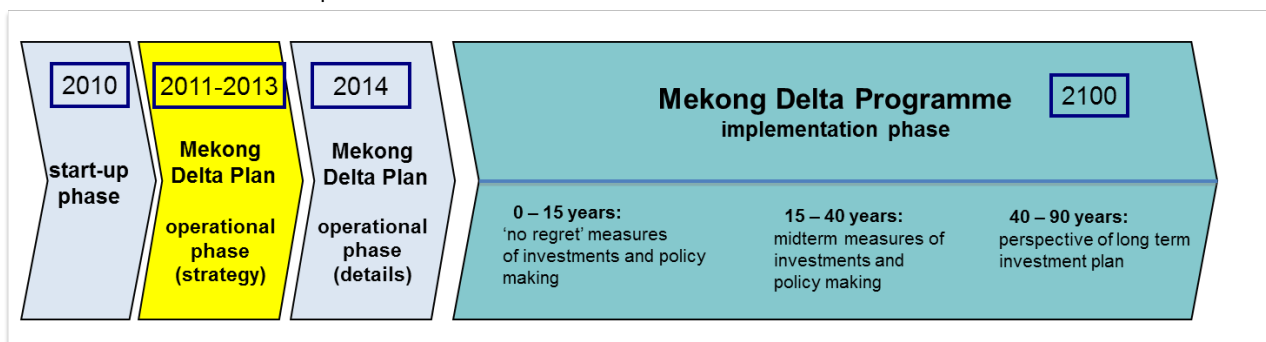 2010
start-up
phase
2011-2013
Mekong
Delta Plan
operational
phase
(strategy)
2014
Mekong
Delta Plan
operational
phase
(details)
Mekong Delta Programme
implementation phase
2100
0 – 15 years:
'no regret' measures
of investments and policy
making
15 – 40 years:
midterm measures of
investments and
policy making
40 – 90 years:
perspective of long term
investment plan